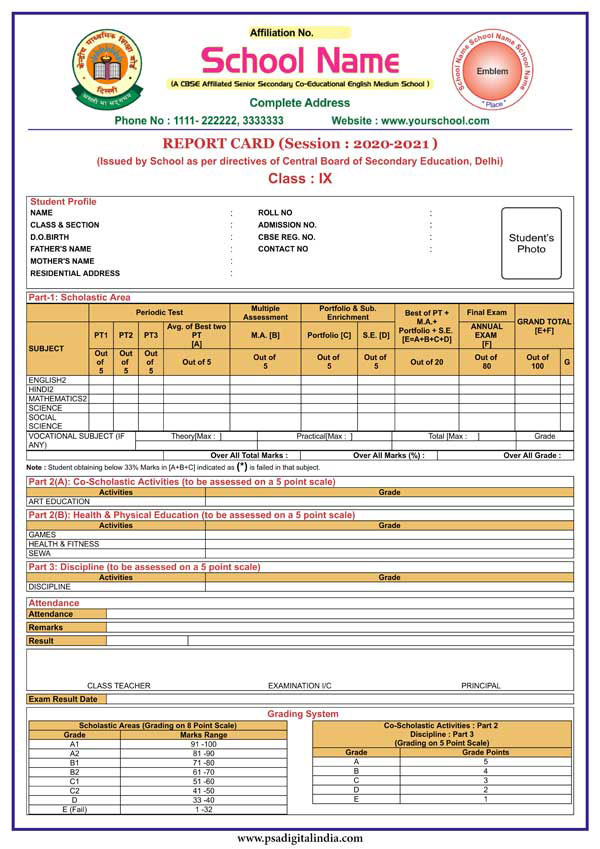 Affiliation No.
School Name
(A CBSE Affiliated Senior Secondary Co-Educational English Medium School )
Complete Address
Phone No : 1111- 222222, 3333333 Website : www.yourschool.com
केन्द्रीय माध्यमिक शिक्षा बोर्ड
दिल्ली
असतो मा सद्गमय
School Name School Name School Name
Emblem
" Place "
REPORT CARD (Session : 2020-2021 )
(Issued by School as per directives of Central Board of Secondary Education, Delhi)
Class : IX
Student Profile
NAME : ROLL NO :
CLASS & SECTION : ADMISSION NO. :
D.O.BIRTH : CBSE REG. NO. :
FATHER'S NAME : CONTACT NO :
MOTHER'S NAME :
RESIDENTIAL ADDRESS :
Student's
Photo
Part-1: Scholastic Area
SUBJECT
Periodic Test
Multiple
Assessment
Portfolio & Sub.
Enrichment
Best of PT +
M.A.+
Portfolio + S.E.
[E=A+B+C+D]
Final Exam
GRAND TOTAL
[E+F]
PT1 PT2 PT3
Avg. of Best two
PT
[A]
M.A. [B] Portfolio [C] S.E. [D]
ANNUAL
EXAM
[F]
Out
of
5
Out
of
5
Out
of
5
Out of 5
Out of
5
Out of
5
Out of
5
Out of 20
Out of
80
Out of
100
G
ENGLISH2
HINDI2
MATHEMATICS2
SCIENCE
SOCIAL
SCIENCE
VOCATIONAL SUBJECT (IF
ANY)
Theory[Max : ] Practical[Max : ] Total [Max : ] Grade
Over All Total Marks : Over All Marks (%) : Over All Grade :
Note : Student obtaining below 33% Marks in [A+B+C] indicated as (*) is failed in that subject.
Part 2(A): Co-Scholastic Activities (to be assessed on a 5 point scale)
Activities Grade
ART EDUCATION
Part 2(B): Health & Physical Education (to be assessed on a 5 point scale)
Activities Grade
GAMES
HEALTH & FITNESS
SEWA
Part 3: Discipline (to be assessed on a 5 point scale)
Activities Grade
DISCIPLINE
Attendance
Attendance
Remarks
Result
CLASS TEACHER EXAMINATION I/C PRINCIPAL
Exam Result Date
Grading System
Scholastic Areas (Grading on 8 Point Scale)
Grade Marks Range
A1 91 -100
A2 81 -90
B1 71 -80
B2 61 -70
C1 51 -60
C2 41 -50
D 33 -40
E (Fail) 1 -32
Co-Scholastic Activities : Part 2
Discipline : Part 3
(Grading on 5 Point Scale)
Grade Grade Points
A 5
B 4
C 3
D 2
E 1
www.psadigitalindia.com